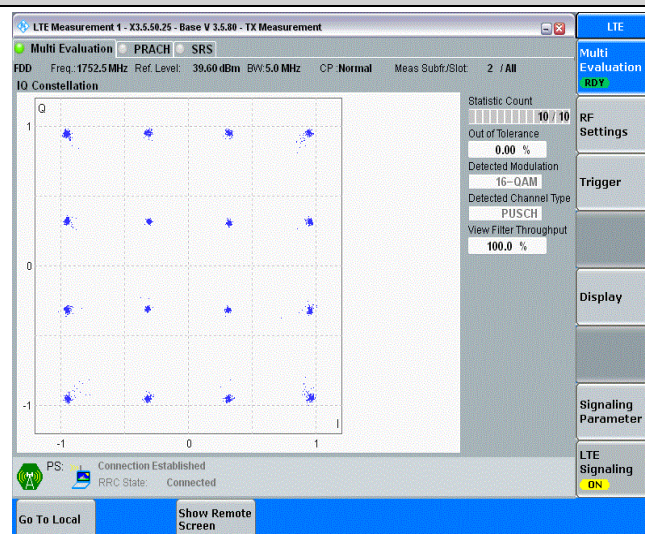 LTE Measurement 1 - X3.5.50.25 - Base V 3.5.80 - TX Measurement
LTE
Multi Evaluation PRACH SRS
FDD Freq.: 1752.5 MHz Ref. Level: 39.60 dBm BW: 5.0 MHz CP : Normal Meas Subfr/Slot: 2 / All
IQ Constellation
Q
1
0
-1
-1 0 1
I
Statistic Count
10 / 10
Out of Tolerance
0.00 %
Detected Modulation
16-QAM
Detected Channel Type
PUSCH
View Filter Throughput
100.0 %
Multi
Evaluation
RDY
RF
Settings
Trigger
Display
Signaling
Parameter
LTE
Signaling
ON
PS: Connection Established
RRC State: Connected
Go To Local
Show Remote
Screen